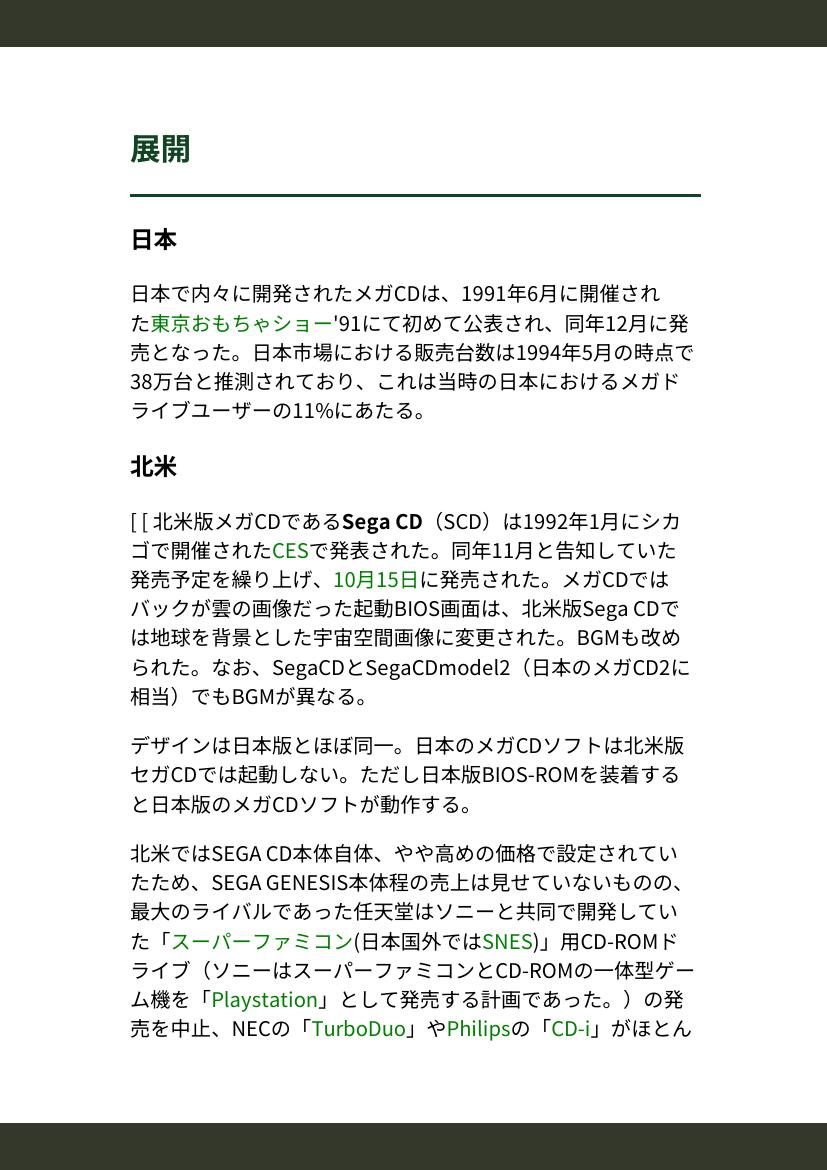 展開
日本
日本で内々に開発されたメガCDは、1991年6月に開催され
た東京おもちゃショー'91にて初めて公表され、同年12月に発
売となった。日本市場における販売台数は1994年5月の時点で
38万台と推測されており、これは当時の日本におけるメガド
ライブユーザーの11%にあたる。
北米
[ [ 北米版メガCDであるSega CD（SCD）は1992年1月にシカ
ゴで開催されたCESで発表された。同年11月と告知していた
発売予定を繰り上げ、10月15日に発売された。メガCDでは
バックが雲の画像だった起動BIOS画面は、北米版Sega CDで
は地球を背景とした宇宙空間画像に変更された。BGMも改め
られた。なお、SegaCDとSegaCDmodel2（日本のメガCD2に
相当）でもBGMが異なる。
デザインは日本版とほぼ同一。日本のメガCDソフトは北米版
セガCDでは起動しない。ただし日本版BIOS-ROMを装着する
と日本版のメガCDソフトが動作する。
北米ではSEGA CD本体自体、やや高めの価格で設定されてい
たため、SEGA GENESIS本体程の売上は見せていないものの、
最大のライバルであった任天堂はソニーと共同で開発してい
た「スーパーファミコン(日本国外ではSNES)」用CD-ROMド
ライブ（ソニーはスーパーファミコンとCD-ROMの一体型ゲー
ム機を「Playstation」として発売する計画であった。）の発
売を中止、NECの「TurboDuo」やPhilipsの「CD-i」がほとん